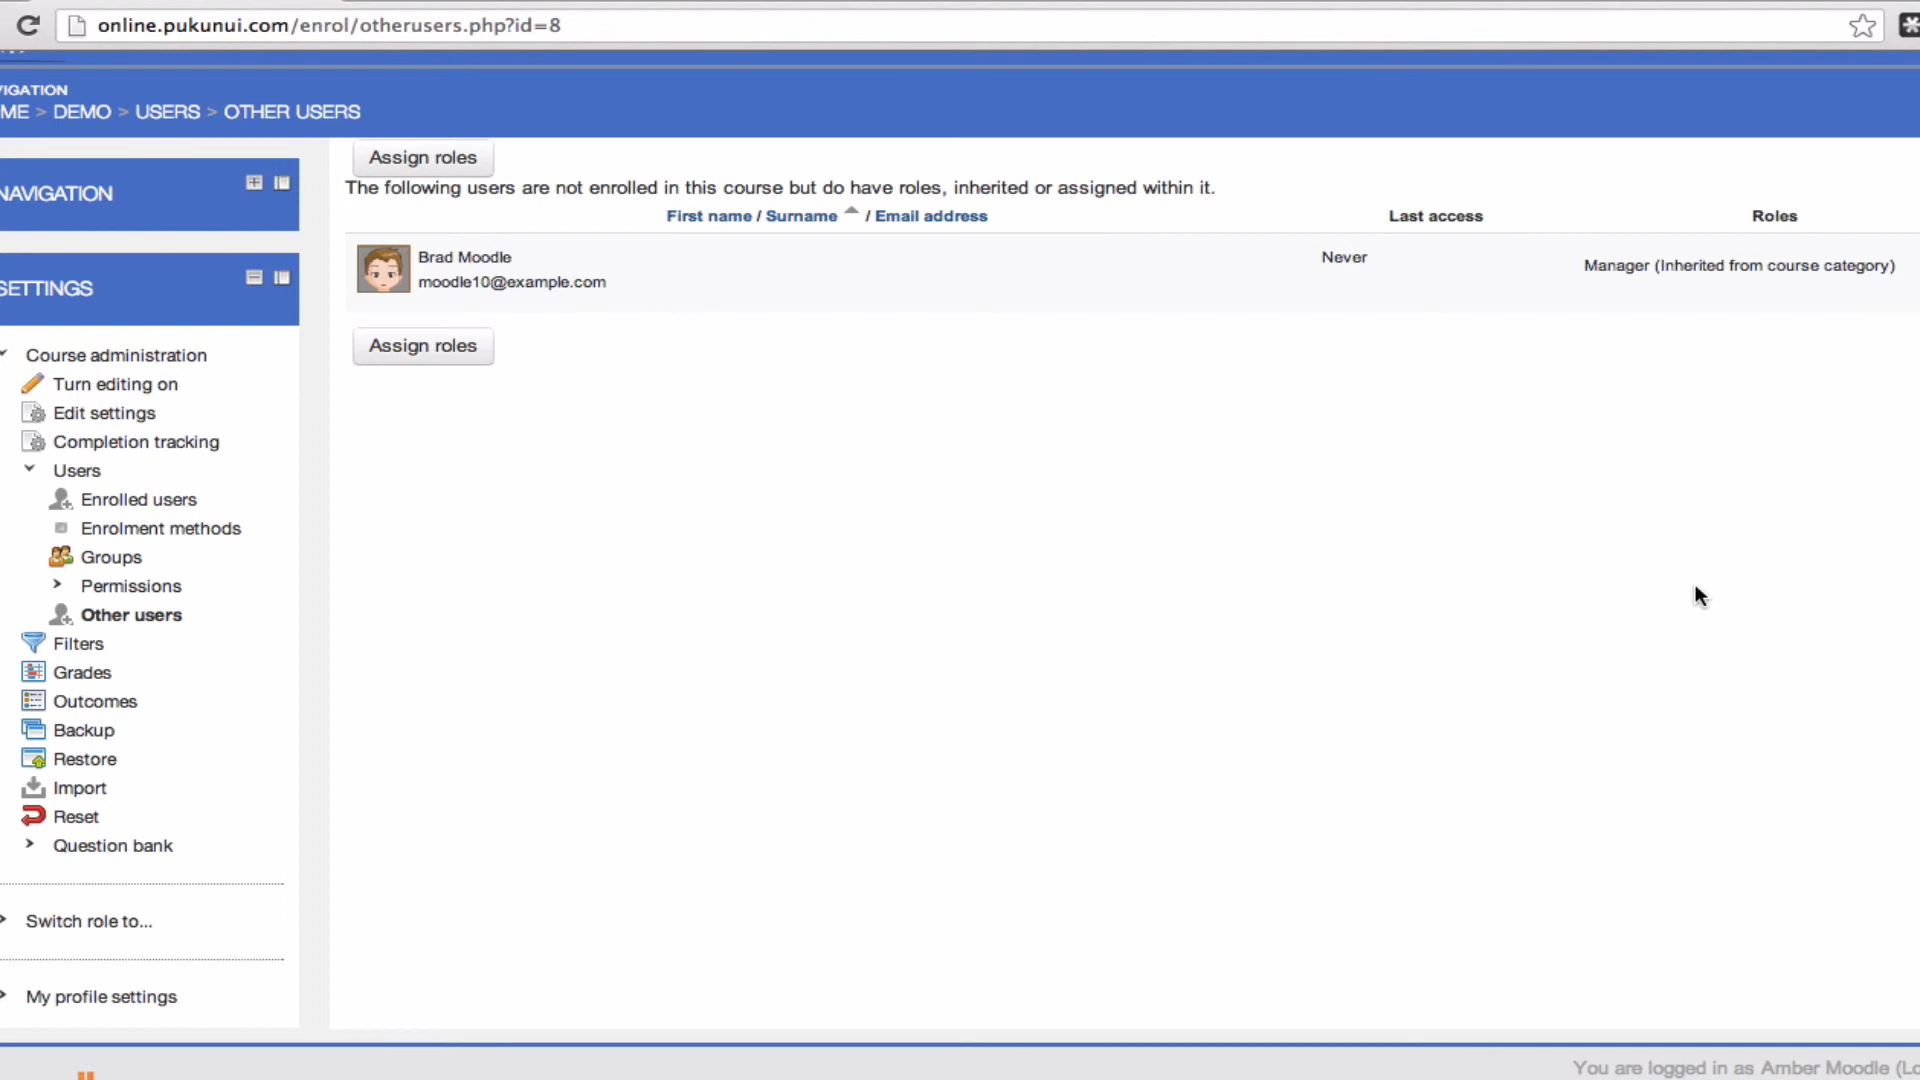 online.pukunui.com/enrol/otherusers.php?id=8
VIGATION
ME > DEMO > USERS > OTHER USERS
NAVIGATION
SETTINGS
Course administration
Turn editing on
Edit settings
Completion tracking
Users
Enrolled users
Enrolment methods
Groups
Permissions
Other users
Filters
Grades
Outcomes
Backup
Restore
Import
Reset
Question bank
Switch role to...
My profile settings
Assign roles
The following users are not enrolled in this course but do have roles, inherited or assigned within it.
First name / Surname / Email address Last access Roles
Brad Moodle Never Manager (Inherited from course category)
moodle10@example.com
Assign roles
You are logged in as Amber Moodle (Lo